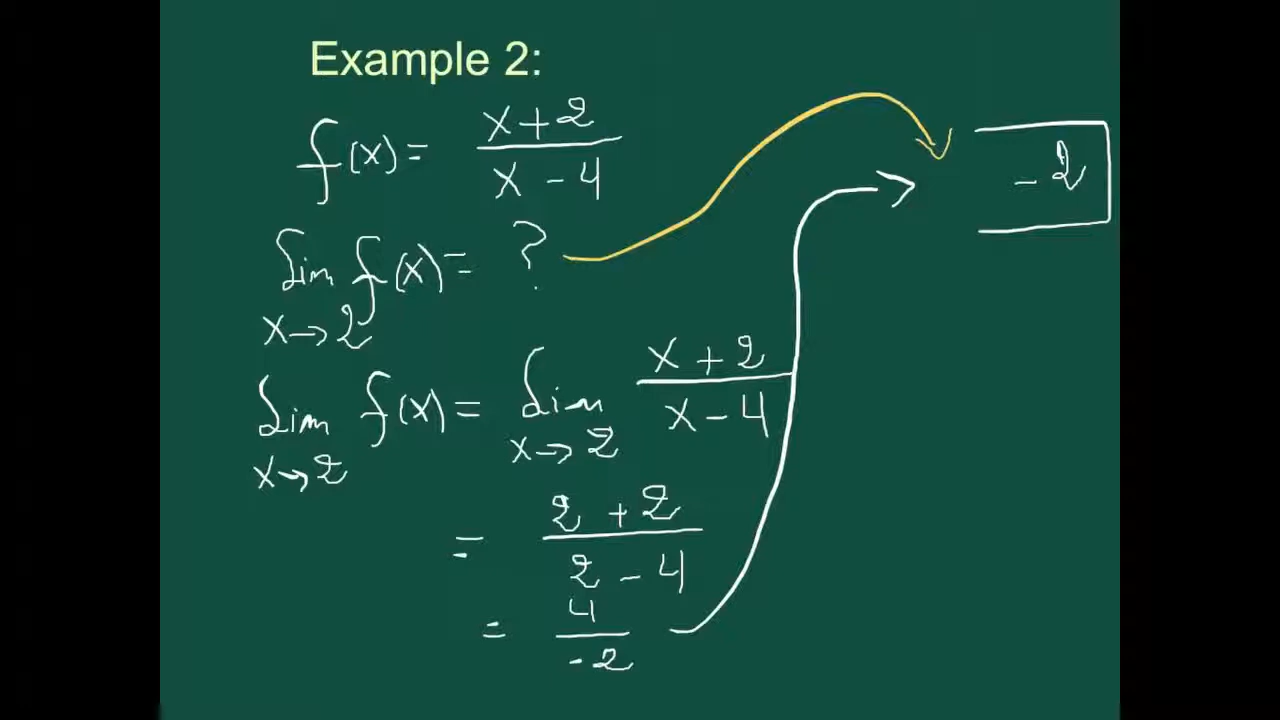 Example 2:
f(x) = x + 2 / x - 4
lim f(x) = ?
x → 2
- 2
lim f(x) = lim x + 2 / x - 4
x → 2 x → 2
= 2 + 2 / 2 - 4
= 4 / -2